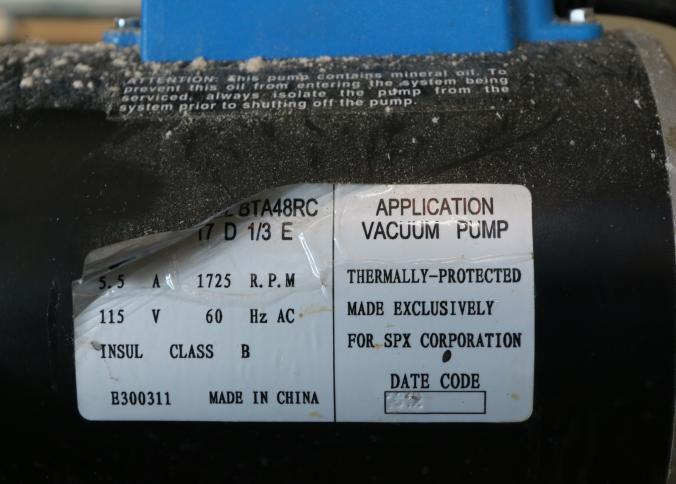 ATTENTION: this pump contains mineral oil. To
prevent this oil from entering the system being
serviced, always isolate the pump from the
system prior to shutting off the pump.
BTA48RC
D 1/3 E
5.5 A 1725 R.P.M
115 V 60 Hz AC
INSUL CLASS B
E300311 MADE IN CHINA
APPLICATION
VACUUM PUMP
THERMALLY-PROTECTED
MADE EXCLUSIVELY
FOR SPX CORPORATION
DATE CODE